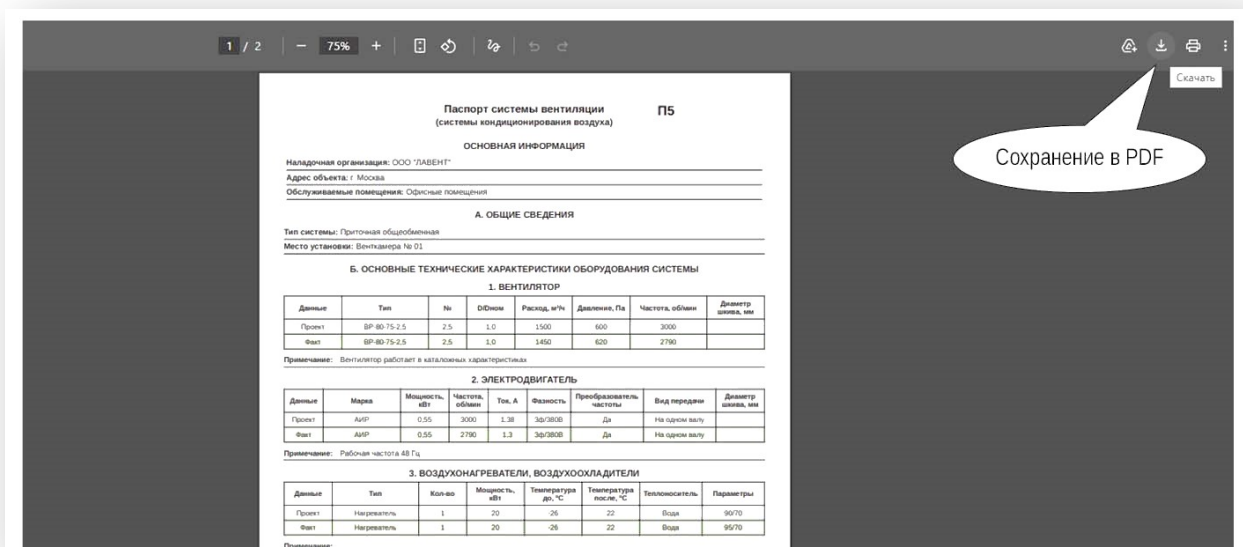 1 / 2 − 75% +
Скачать
Сохранение в PDF
Паспорт системы вентиляции П5
(системы кондиционирования воздуха)
ОСНОВНАЯ ИНФОРМАЦИЯ
Наладочная организация: ООО "ЛАВЕНТ"
Адрес объекта: г Москва
Обслуживаемые помещения: Офисные помещения
А. ОБЩИЕ СВЕДЕНИЯ
Тип системы: Приточная общеобменная
Место установки: Венткамера № 01
Б. ОСНОВНЫЕ ТЕХНИЧЕСКИЕ ХАРАКТЕРИСТИКИ ОБОРУДОВАНИЯ СИСТЕМЫ
1. ВЕНТИЛЯТОР
Данные Тип № D/Dном Расход, м³/ч Давление, Па Частота, об/мин Диаметр шкива, мм
Проект ВР-80-75-2,5 2,5 1,0 1500 600 3000
Факт ВР-80-75-2,5 2,5 1,0 1450 620 2790
Примечание: Вентилятор работает в каталожных характеристиках
2. ЭЛЕКТРОДВИГАТЕЛЬ
Данные Марка Мощность, кВт Частота, об/мин Ток, А Фазность Преобразователь частоты Вид передачи Диаметр шкива, мм
Проект АИР 0,55 3000 1.38 3ф/380В Да На одном валу
Факт АИР 0,55 2790 1.3 3ф/380В Да На одном валу
Примечание: Рабочая частота 48 Гц
3. ВОЗДУХОНАГРЕВАТЕЛИ, ВОЗДУХООХЛАДИТЕЛИ
Данные Тип Кол-во Мощность, кВт Температура до, °С Температура после, °С Теплоноситель Параметры
Проект Нагреватель 1 20 -26 22 Вода 90/70
Факт Нагреватель 1 20 -26 22 Вода 95/70
Примечание: